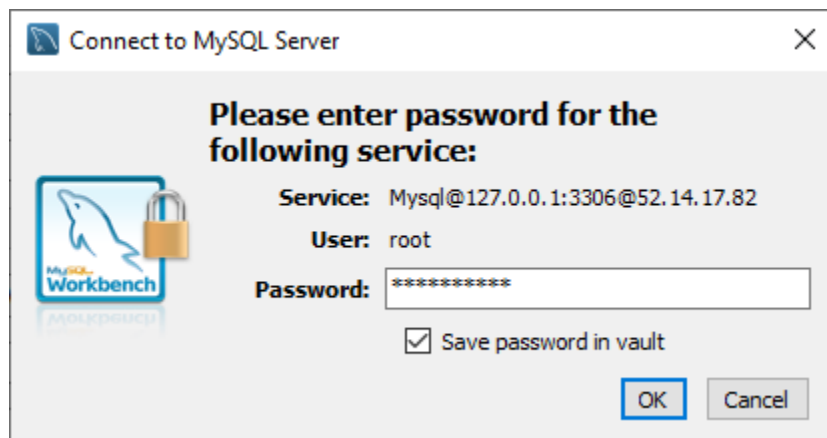 Connect to MySQL Server
Please enter password for the
following service:
Service: Mysql@127.0.0.1:3306@52.14.17.82
User: root
MySQL
Workbench
Password: **********
Save password in vault
OK Cancel